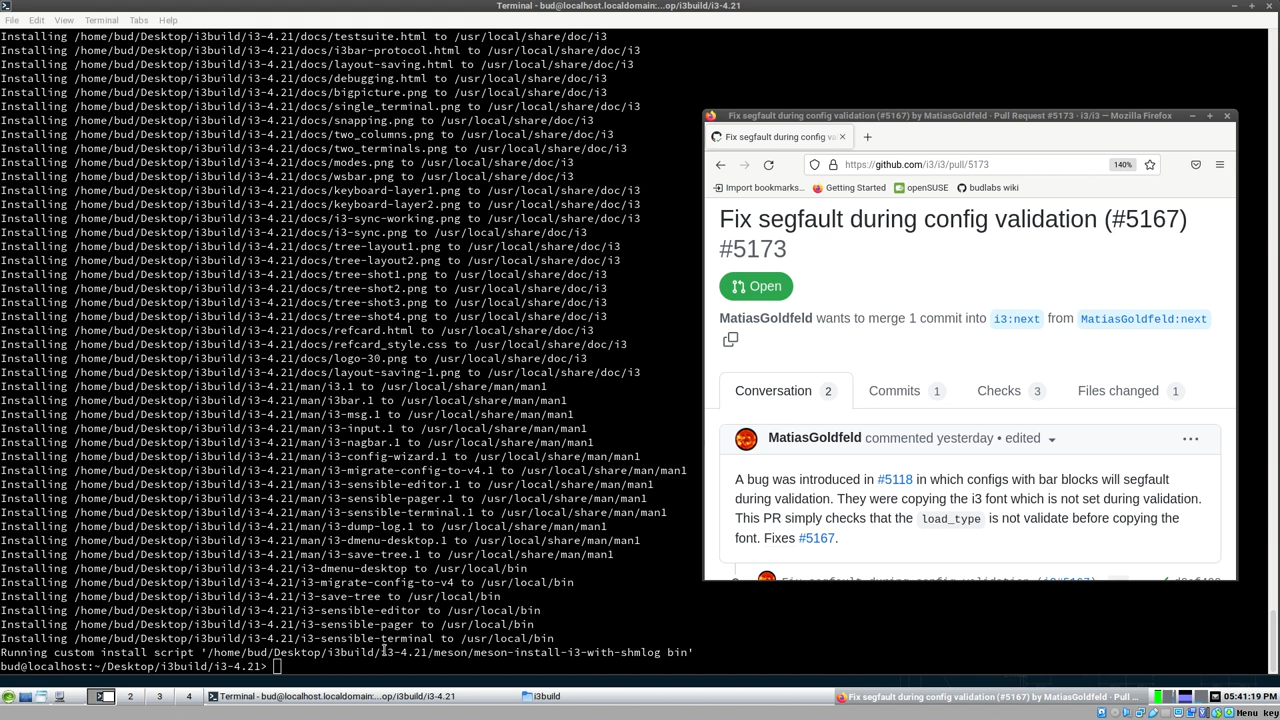 Terminal - bud@localhost.localdomain:...op/i3build/i3-4.21
File Edit View Terminal Tabs Help
Installing /home/bud/Desktop/i3build/i3-4.21/docs/testsuite.html to /usr/local/share/doc/i3
Installing /home/bud/Desktop/i3build/i3-4.21/docs/i3bar-protocol.html to /usr/local/share/doc/i3
Installing /home/bud/Desktop/i3build/i3-4.21/docs/layout-saving.html to /usr/local/share/doc/i3
Installing /home/bud/Desktop/i3build/i3-4.21/docs/debugging.html to /usr/local/share/doc/i3
Installing /home/bud/Desktop/i3build/i3-4.21/docs/bigpicture.png to /usr/local/share/doc/i3
Installing /home/bud/Desktop/i3build/i3-4.21/docs/single_terminal.png to /usr/local/share/doc/i3
Installing /home/bud/Desktop/i3build/i3-4.21/docs/snapping.png to /usr/local/share/doc/i3
Installing /home/bud/Desktop/i3build/i3-4.21/docs/two_columns.png to /usr/local/share/doc/i3
Installing /home/bud/Desktop/i3build/i3-4.21/docs/two_terminals.png to /usr/local/share/doc/i3
Installing /home/bud/Desktop/i3build/i3-4.21/docs/modes.png to /usr/local/share/doc/i3
Installing /home/bud/Desktop/i3build/i3-4.21/docs/wsbar.png to /usr/local/share/doc/i3
Installing /home/bud/Desktop/i3build/i3-4.21/docs/keyboard-layer1.png to /usr/local/share/doc/i3
Installing /home/bud/Desktop/i3build/i3-4.21/docs/keyboard-layer2.png to /usr/local/share/doc/i3
Installing /home/bud/Desktop/i3build/i3-4.21/docs/i3-sync-working.png to /usr/local/share/doc/i3
Installing /home/bud/Desktop/i3build/i3-4.21/docs/i3-sync.png to /usr/local/share/doc/i3
Installing /home/bud/Desktop/i3build/i3-4.21/docs/tree-layout1.png to /usr/local/share/doc/i3
Installing /home/bud/Desktop/i3build/i3-4.21/docs/tree-layout2.png to /usr/local/share/doc/i3
Installing /home/bud/Desktop/i3build/i3-4.21/docs/tree-shot1.png to /usr/local/share/doc/i3
Installing /home/bud/Desktop/i3build/i3-4.21/docs/tree-shot2.png to /usr/local/share/doc/i3
Installing /home/bud/Desktop/i3build/i3-4.21/docs/tree-shot3.png to /usr/local/share/doc/i3
Installing /home/bud/Desktop/i3build/i3-4.21/docs/tree-shot4.png to /usr/local/share/doc/i3
Installing /home/bud/Desktop/i3build/i3-4.21/docs/refcard.html to /usr/local/share/doc/i3
Installing /home/bud/Desktop/i3build/i3-4.21/docs/refcard_style.css to /usr/local/share/doc/i3
Installing /home/bud/Desktop/i3build/i3-4.21/docs/logo-30.png to /usr/local/share/doc/i3
Installing /home/bud/Desktop/i3build/i3-4.21/docs/layout-saving-1.png to /usr/local/share/doc/i3
Installing /home/bud/Desktop/i3build/i3-4.21/man/i3.1 to /usr/local/share/man/man1
Installing /home/bud/Desktop/i3build/i3-4.21/man/i3bar.1 to /usr/local/share/man/man1
Installing /home/bud/Desktop/i3build/i3-4.21/man/i3-msg.1 to /usr/local/share/man/man1
Installing /home/bud/Desktop/i3build/i3-4.21/man/i3-input.1 to /usr/local/share/man/man1
Installing /home/bud/Desktop/i3build/i3-4.21/man/i3-nagbar.1 to /usr/local/share/man/man1
Installing /home/bud/Desktop/i3build/i3-4.21/man/i3-config-wizard.1 to /usr/local/share/man/man1
Installing /home/bud/Desktop/i3build/i3-4.21/man/i3-migrate-config-to-v4.1 to /usr/local/share/man/man1
Installing /home/bud/Desktop/i3build/i3-4.21/man/i3-sensible-editor.1 to /usr/local/share/man/man1
Installing /home/bud/Desktop/i3build/i3-4.21/man/i3-sensible-pager.1 to /usr/local/share/man/man1
Installing /home/bud/Desktop/i3build/i3-4.21/man/i3-sensible-terminal.1 to /usr/local/share/man/man1
Installing /home/bud/Desktop/i3build/i3-4.21/man/i3-dump-log.1 to /usr/local/share/man/man1
Installing /home/bud/Desktop/i3build/i3-4.21/man/i3-dmenu-desktop.1 to /usr/local/share/man/man1
Installing /home/bud/Desktop/i3build/i3-4.21/man/i3-save-tree.1 to /usr/local/share/man/man1
Installing /home/bud/Desktop/i3build/i3-4.21/i3-dmenu-desktop to /usr/local/bin
Installing /home/bud/Desktop/i3build/i3-4.21/i3-migrate-config-to-v4 to /usr/local/bin
Installing /home/bud/Desktop/i3build/i3-4.21/i3-save-tree to /usr/local/bin
Installing /home/bud/Desktop/i3build/i3-4.21/i3-sensible-editor to /usr/local/bin
Installing /home/bud/Desktop/i3build/i3-4.21/i3-sensible-pager to /usr/local/bin
Installing /home/bud/Desktop/i3build/i3-4.21/i3-sensible-terminal to /usr/local/bin
Running custom install script '/home/bud/Desktop/i3build/i3-4.21/meson/meson-install-i3-with-shmlog bin'
bud@localhost:~/Desktop/i3build/i3-4.21>
Fix segfault during config validation (#5167) by MatiasGoldfeld · Pull Request #5173 · i3/i3 — Mozilla Firefox
Fix segfault during config va
https://github.com/i3/i3/pull/5173 140%
Import bookmarks... Getting Started openSUSE budlabs wiki
Fix segfault during config validation (#5167)
#5173
Open
MatiasGoldfeld wants to merge 1 commit into i3:next from MatiasGoldfeld:next
Conversation 2 Commits 1 Checks 3 Files changed 1
MatiasGoldfeld commented yesterday • edited
A bug was introduced in #5118 in which configs with bar blocks will segfault
during validation. They were copying the i3 font which is not set during validation.
This PR simply checks that the load_type is not validate before copying the
font. Fixes #5167.
Fix segfault during config validation (i3#5167)
2 3 4 Terminal - bud@localhost.localdomain:...op/i3build/i3-4.21 i3build Fix segfault during config validation (#5167) by MatiasGoldfeld · Pull ... 05:41:19 PM
Menu key